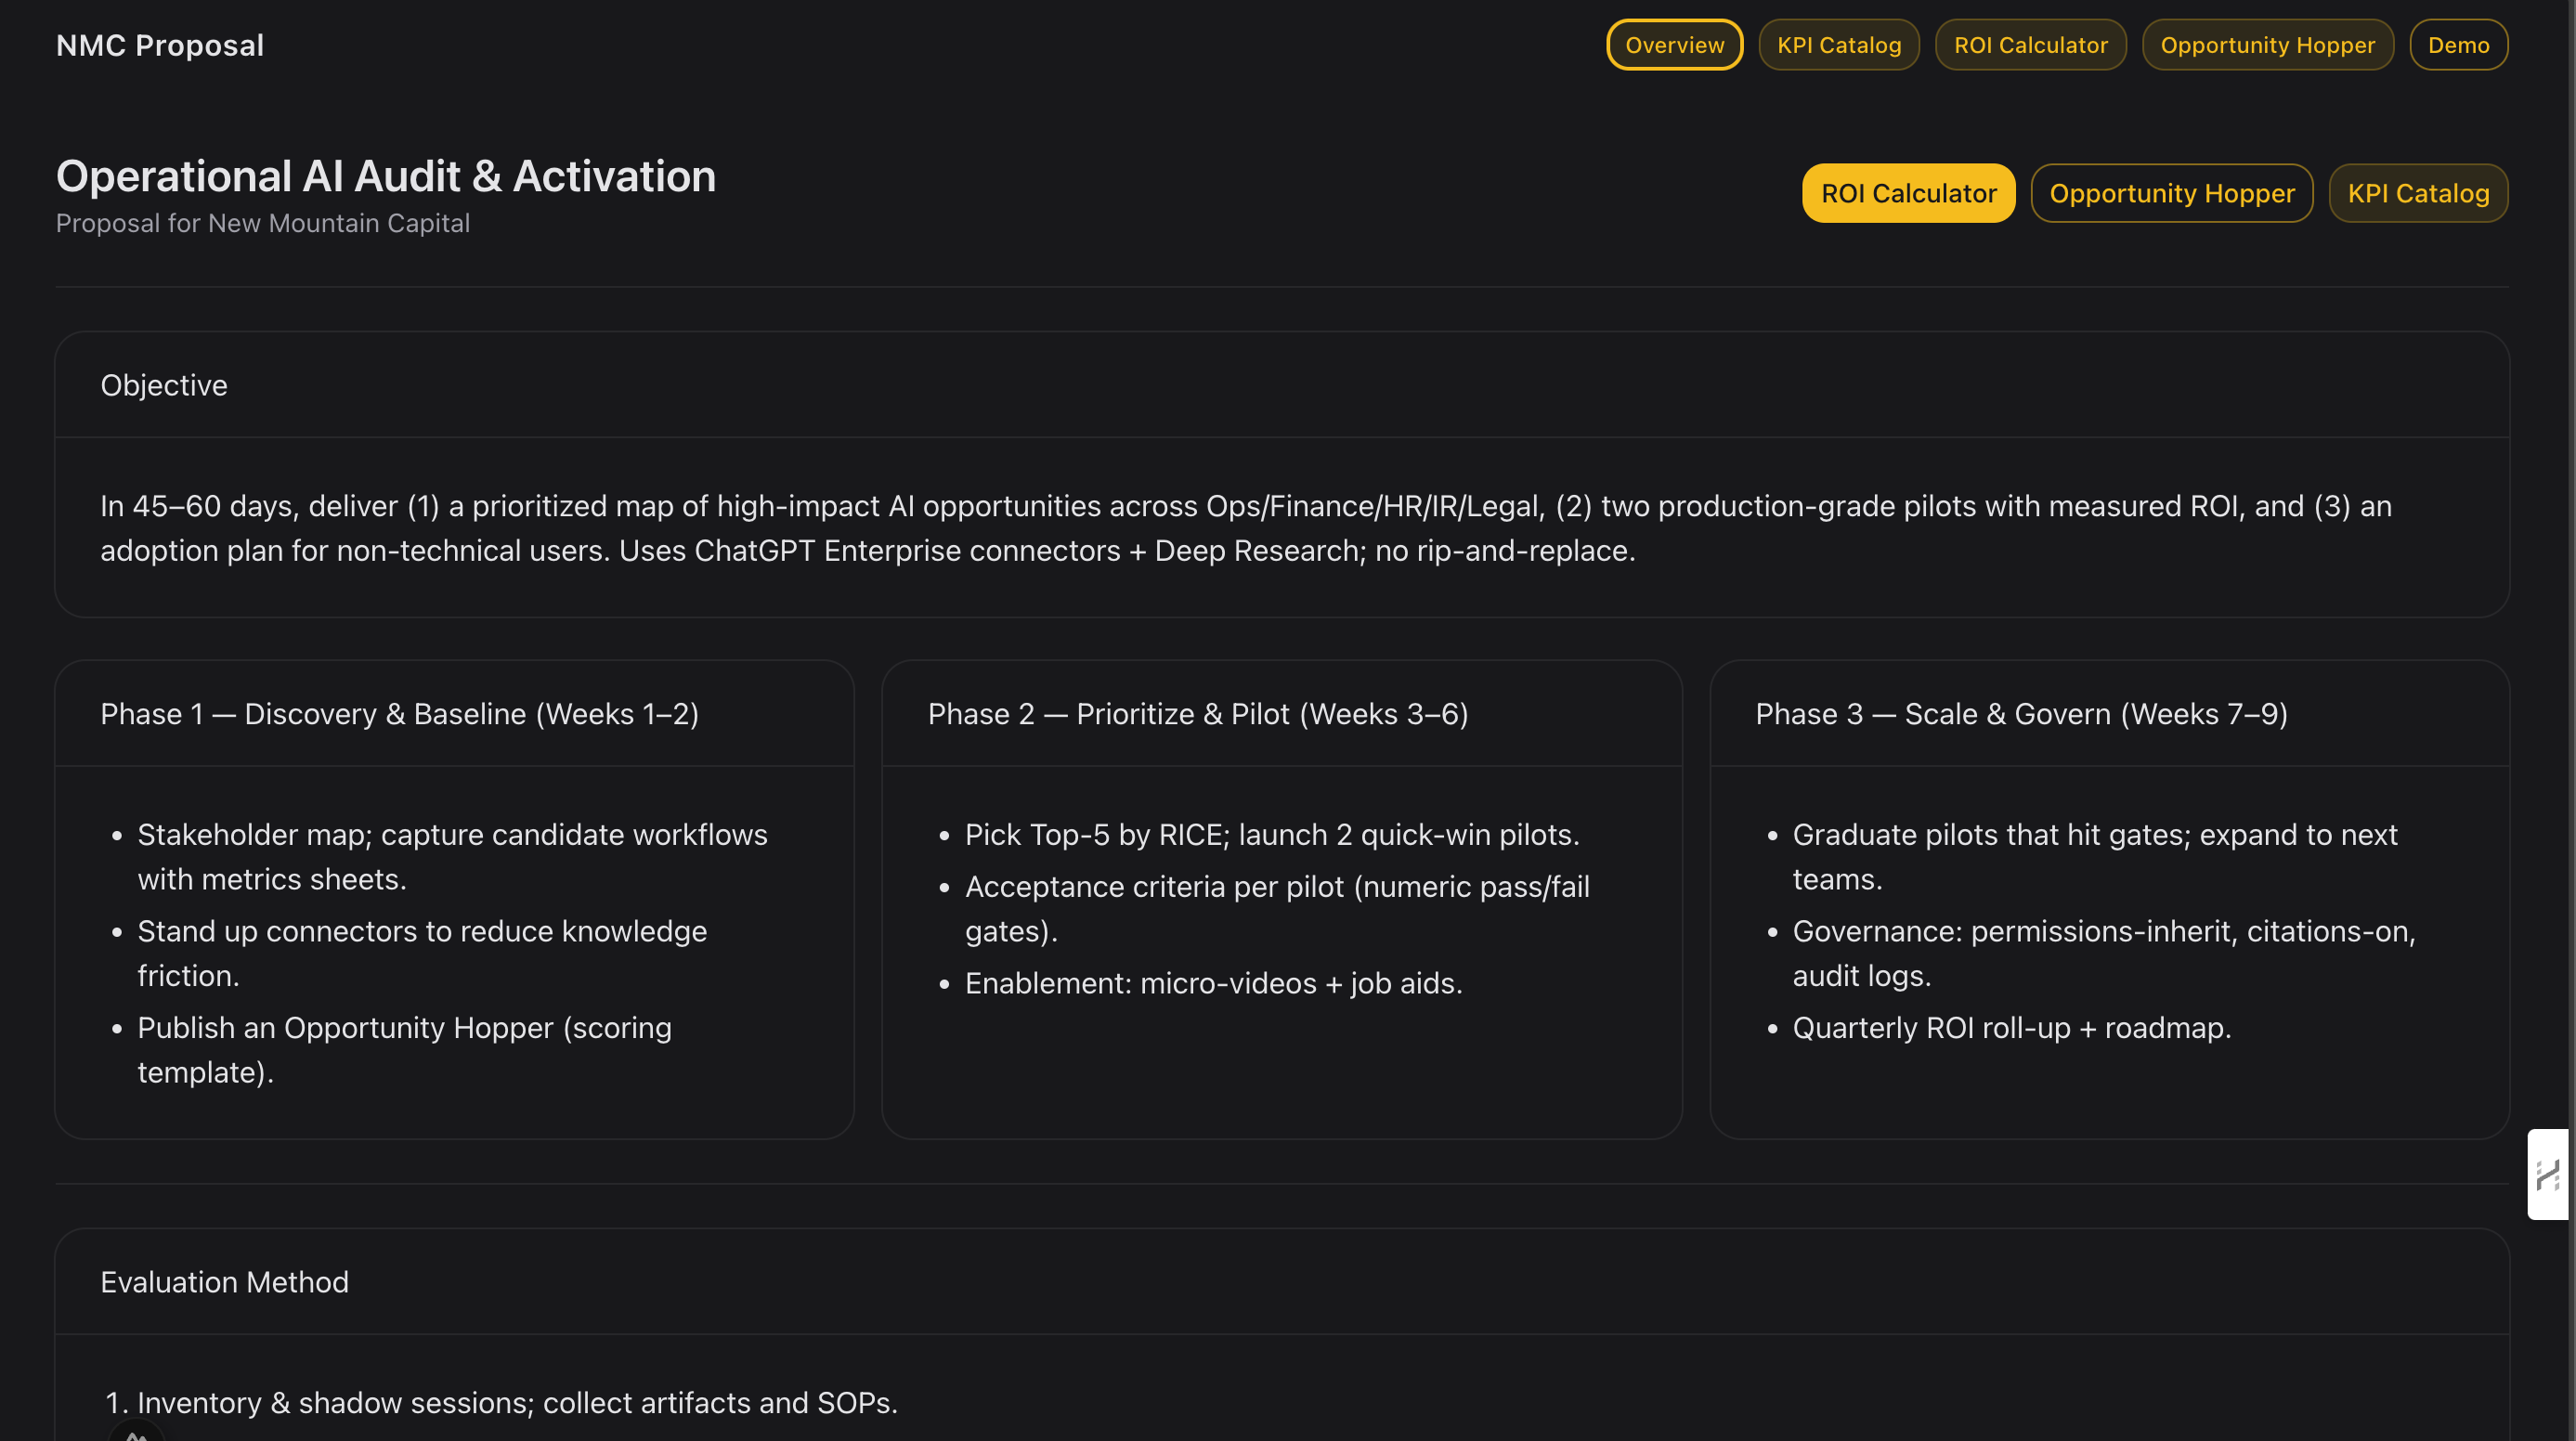 NMC Proposal
Overview
KPI Catalog
ROI Calculator
Opportunity Hopper
Demo
Operational AI Audit & Activation
Proposal for New Mountain Capital
ROI Calculator
Opportunity Hopper
KPI Catalog
Objective
In 45–60 days, deliver (1) a prioritized map of high-impact AI opportunities across Ops/Finance/HR/IR/Legal, (2) two production-grade pilots with measured ROI, and (3) an
adoption plan for non-technical users. Uses ChatGPT Enterprise connectors + Deep Research; no rip-and-replace.
Phase 1 — Discovery & Baseline (Weeks 1–2)
• Stakeholder map; capture candidate workflows
with metrics sheets.
• Stand up connectors to reduce knowledge
friction.
• Publish an Opportunity Hopper (scoring
template).
Phase 2 — Prioritize & Pilot (Weeks 3–6)
• Pick Top-5 by RICE; launch 2 quick-win pilots.
• Acceptance criteria per pilot (numeric pass/fail
gates).
• Enablement: micro-videos + job aids.
Phase 3 — Scale & Govern (Weeks 7–9)
• Graduate pilots that hit gates; expand to next
teams.
• Governance: permissions-inherit, citations-on,
audit logs.
• Quarterly ROI roll-up + roadmap.
Evaluation Method
1. Inventory & shadow sessions; collect artifacts and SOPs.